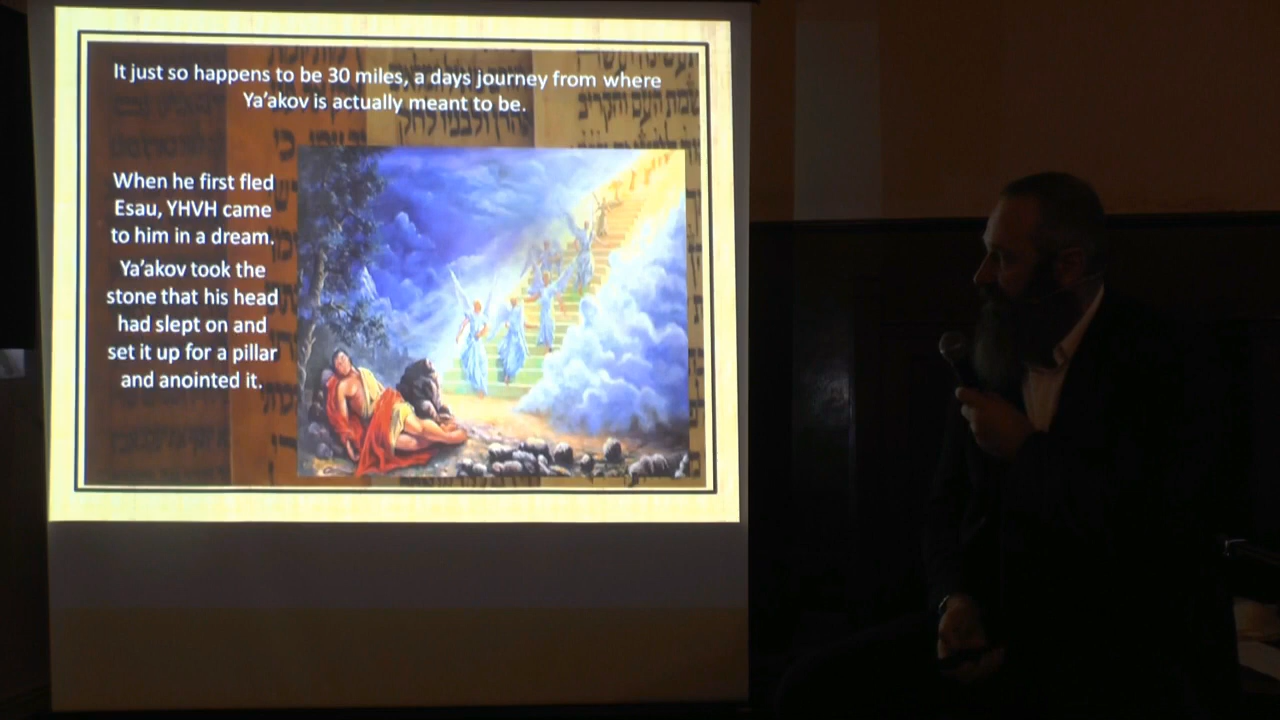 It just so happens to be 30 miles, a days journey from where
Ya'akov is actually meant to be.
When he first fled
Esau, YHVH came
to him in a dream.
Ya'akov took the
stone that his head
had slept on and
set it up for a pillar
and anointed it.